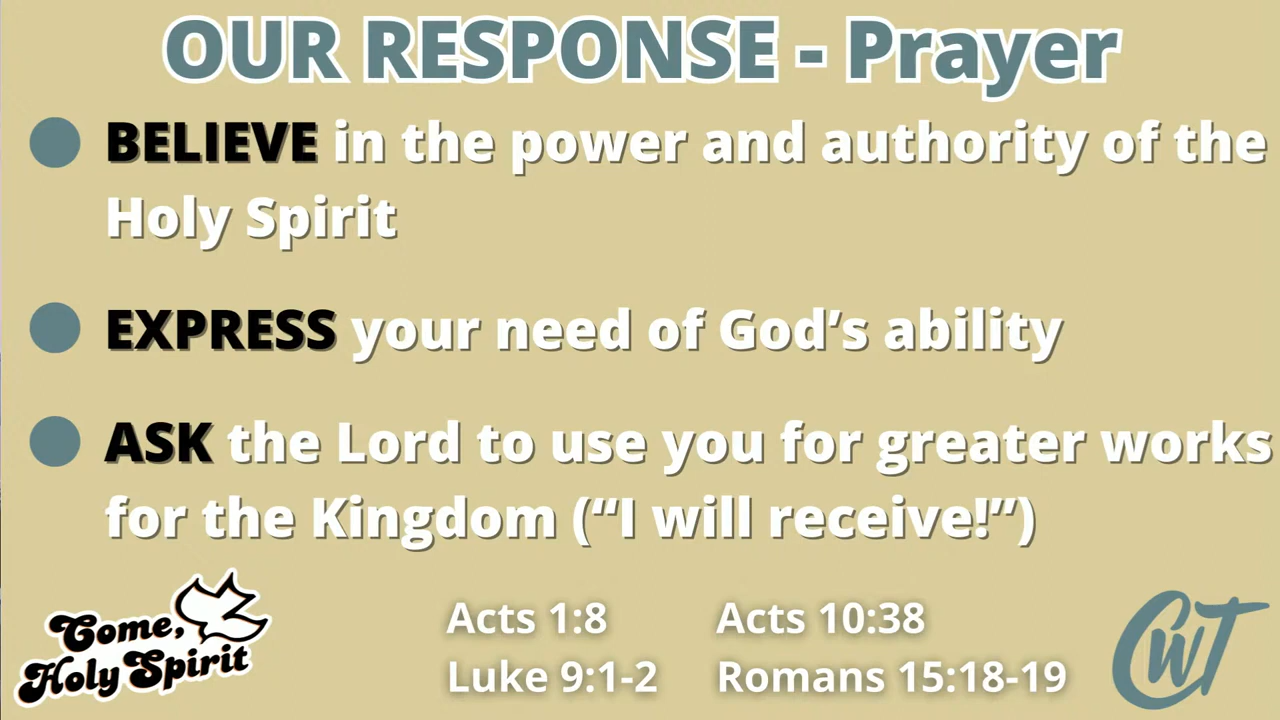 OUR RESPONSE - Prayer
BELIEVE in the power and authority of the
Holy Spirit
EXPRESS your need of God’s ability
ASK the Lord to use you for greater works
for the Kingdom (“I will receive!”)
Come,
Holy Spirit
Acts 1:8
Luke 9:1-2
Acts 10:38
Romans 15:18-19
CWT